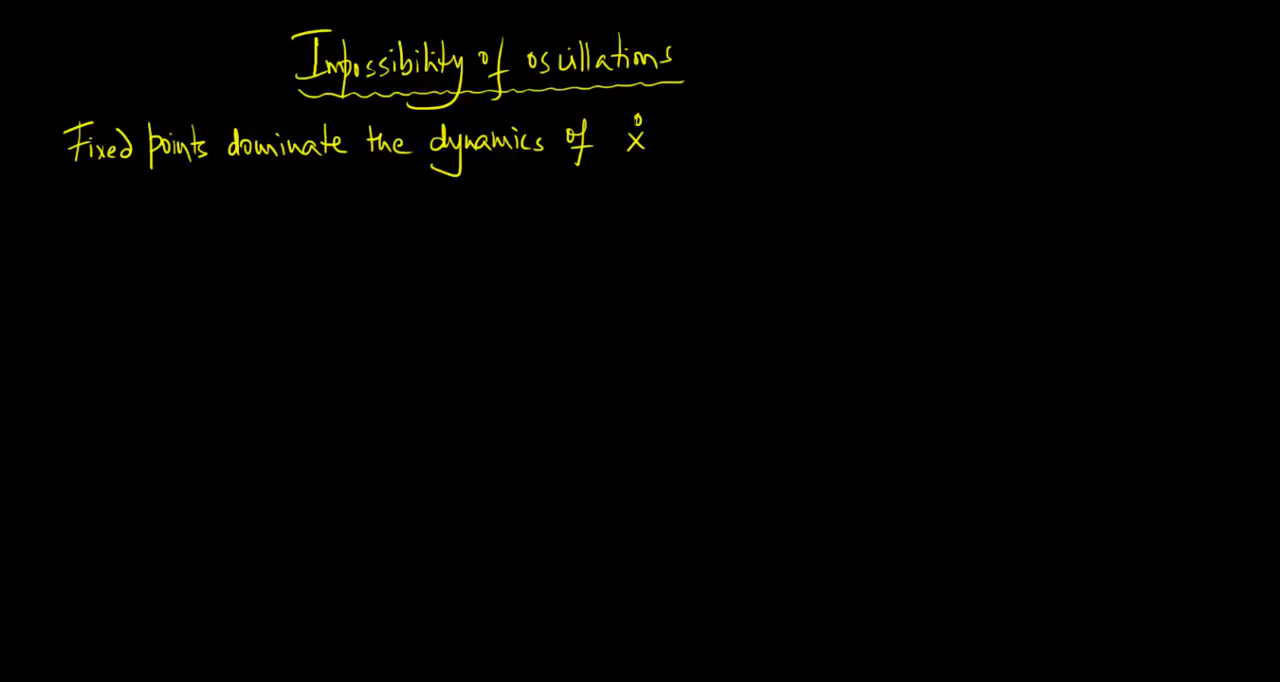 Impossibility of oscillations
Fixed points dominate the dynamics of ẋ